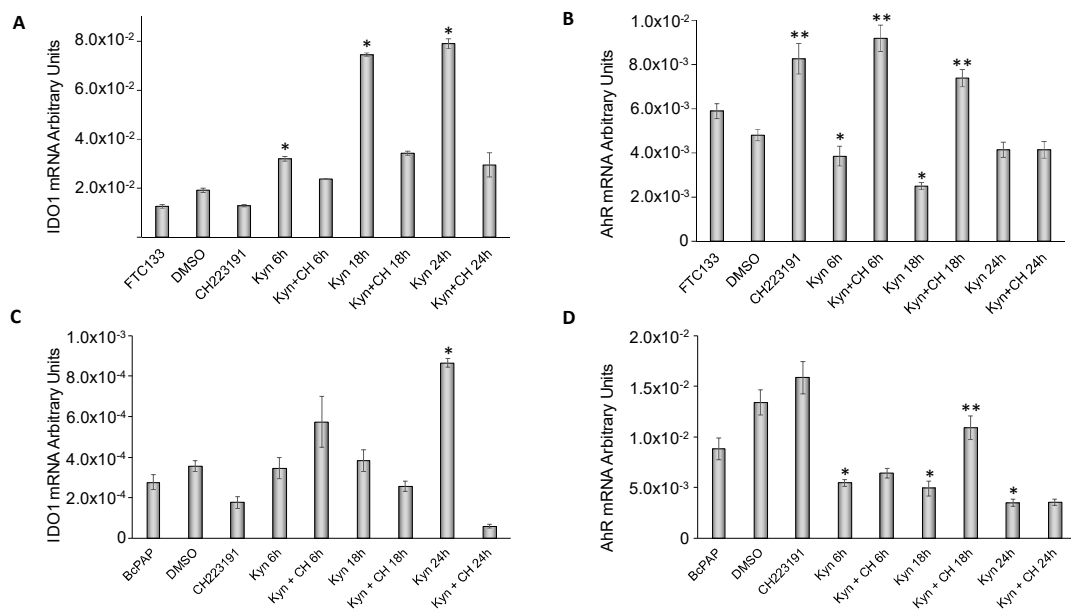 A
IDO1 mRNA Arbitrary Units
8.0x10-2
6.0x10-2
4.0x10-2
2.0x10-2
*
*
*
FTC133
DMSO
CH223191
Kyn 6h
Kyn+CH 6h
Kyn 18h
Kyn+CH 18h
Kyn 24h
Kyn+CH 24h
B
AhR mRNA Arbitrary Units
1.0x10-2
8.0x10-3
6.0x10-3
4.0x10-3
2.0x10-3
0
**
*
**
*
**
FTC133
DMSO
CH223191
Kyn 6h
Kyn+CH 6h
Kyn 18h
Kyn+CH 18h
Kyn 24h
Kyn+CH 24h
C
IDO1 mRNA Arbitrary Units
1.0x10-3
8.0x10-4
6.0x10-4
4.0x10-4
2.0x10-4
0
*
BcPAP
DMSO
CH223191
Kyn 6h
Kyn + CH 6h
Kyn 18h
Kyn + CH 18h
Kyn 24h
Kyn + CH 24h
D
AhR mRNA Arbitrary Units
2.0x10-2
1.5x10-2
1.0x10-2
5.0x10-3
0
*
*
**
*
BcPAP
DMSO
CH223191
Kyn 6h
Kyn + CH 6h
Kyn 18h
Kyn + CH 18h
Kyn 24h
Kyn + CH 24h